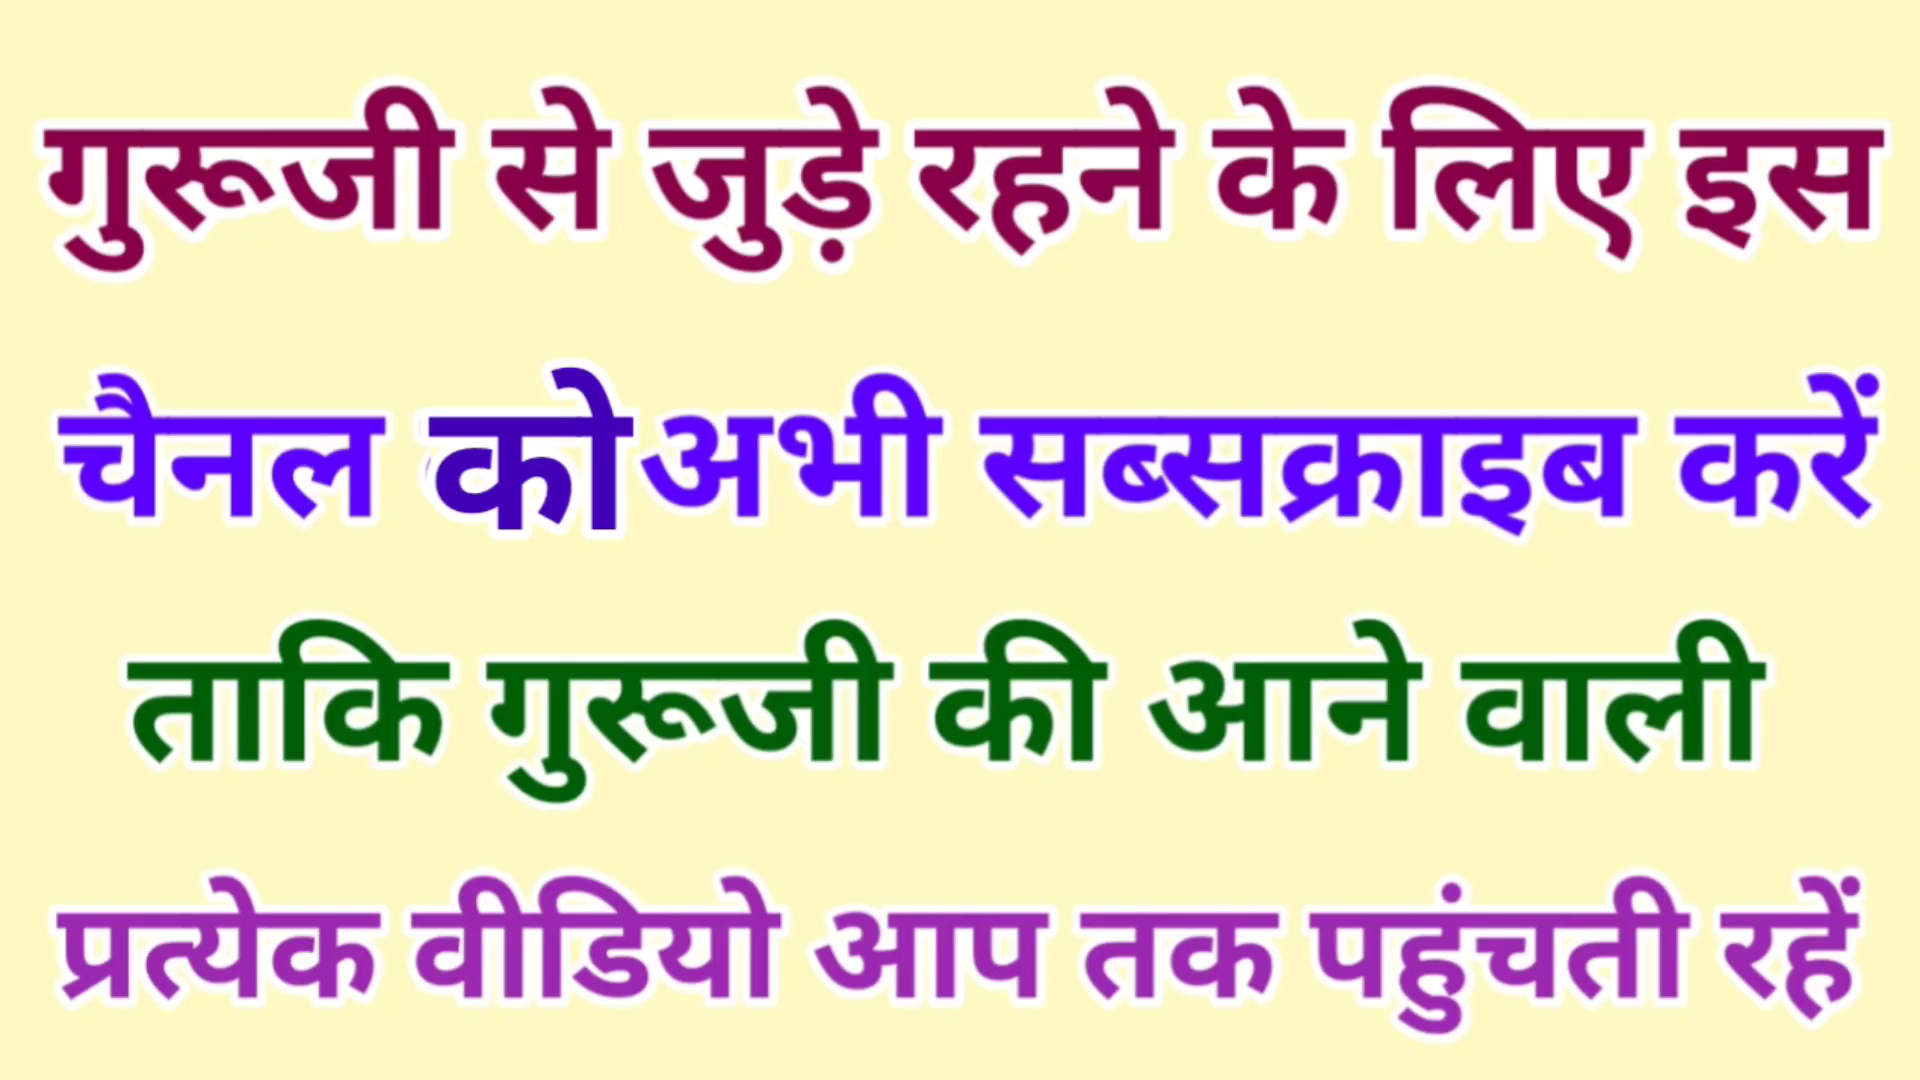 गुरूजी से जुड़े रहने के लिए इस
चैनल को अभी सब्सक्राइब करें
ताकि गुरूजी की आने वाली
प्रत्येक वीडियो आप तक पहुंचती रहें